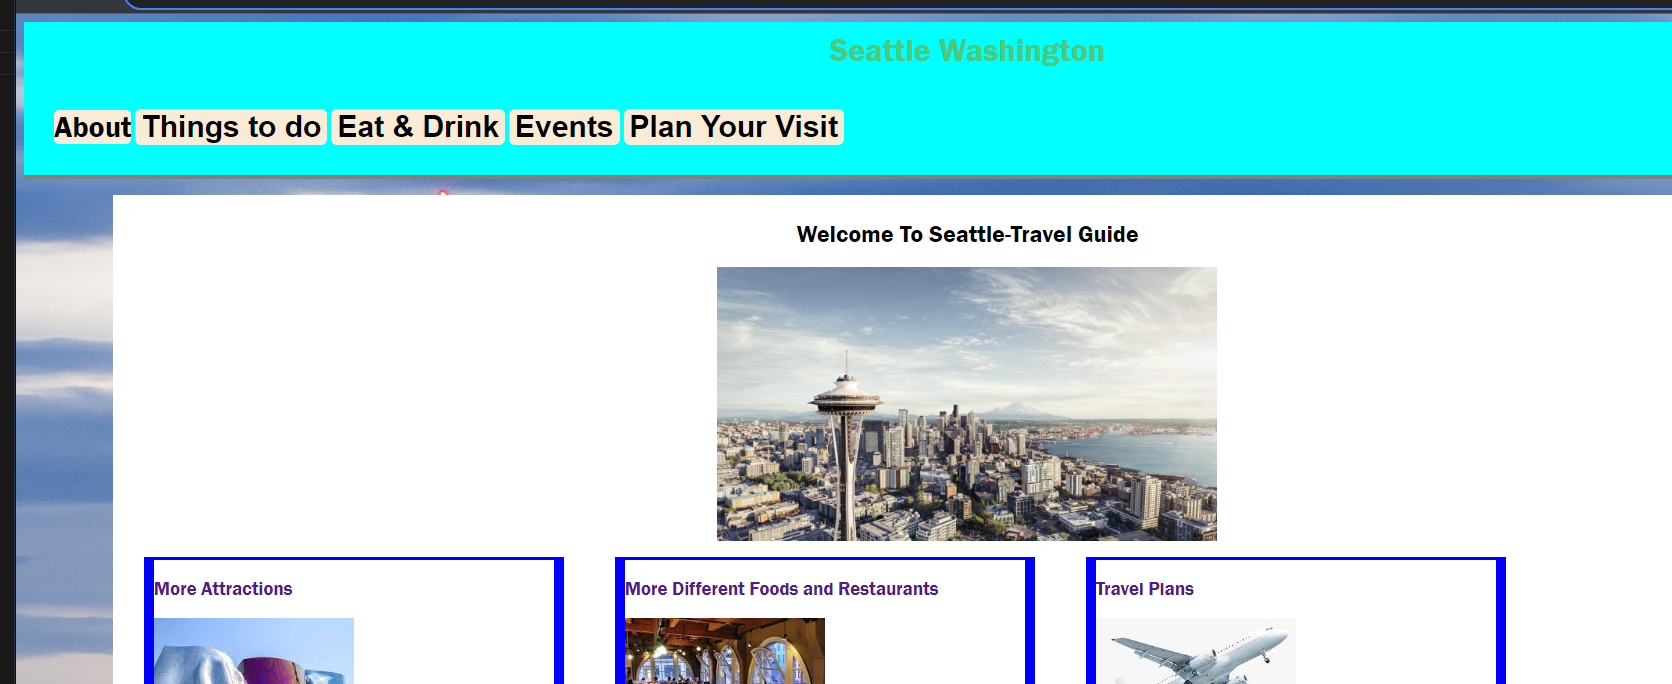 Seattle Washington
About Things to do Eat & Drink Events Plan Your Visit
Welcome To Seattle-Travel Guide
More Attractions
More Different Foods and Restaurants
Travel Plans